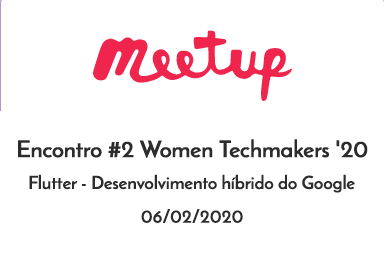 meetup
Encontro #2 Women Techmakers '20
Flutter - Desenvolvimento híbrido do Google
06/02/2020